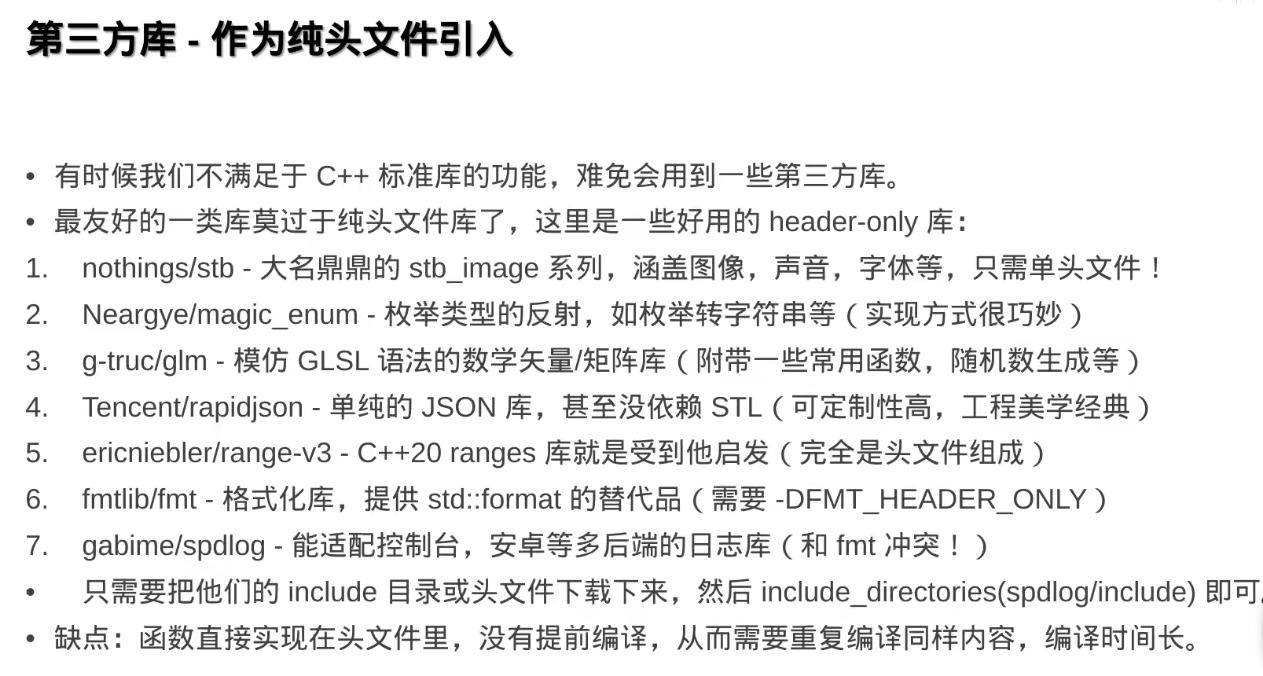 第三方库 - 作为纯头文件引入
• 有时候我们不满足于 C++ 标准库的功能，难免会用到一些第三方库。
• 最友好的一类库莫过于纯头文件库了，这里是一些好用的 header-only 库：
1. nothings/stb - 大名鼎鼎的 stb_image 系列，涵盖图像，声音，字体等，只需单头文件！
2. Neargye/magic_enum - 枚举类型的反射，如枚举转字符串等（实现方式很巧妙）
3. g-truc/glm - 模仿 GLSL 语法的数学矢量/矩阵库（附带一些常用函数，随机数生成等）
4. Tencent/rapidjson - 单纯的 JSON 库，甚至没依赖 STL（可定制性高，工程美学经典）
5. ericniebler/range-v3 - C++20 ranges 库就是受到他启发（完全是头文件组成）
6. fmtlib/fmt - 格式化库，提供 std::format 的替代品（需要 -DFMT_HEADER_ONLY）
7. gabime/spdlog - 能适配控制台，安卓等多后端的日志库（和 fmt 冲突！）
• 只需要把他们的 include 目录或头文件下载下来，然后 include_directories(spdlog/include) 即可。
• 缺点：函数直接实现在头文件里，没有提前编译，从而需要重复编译同样内容，编译时间长。